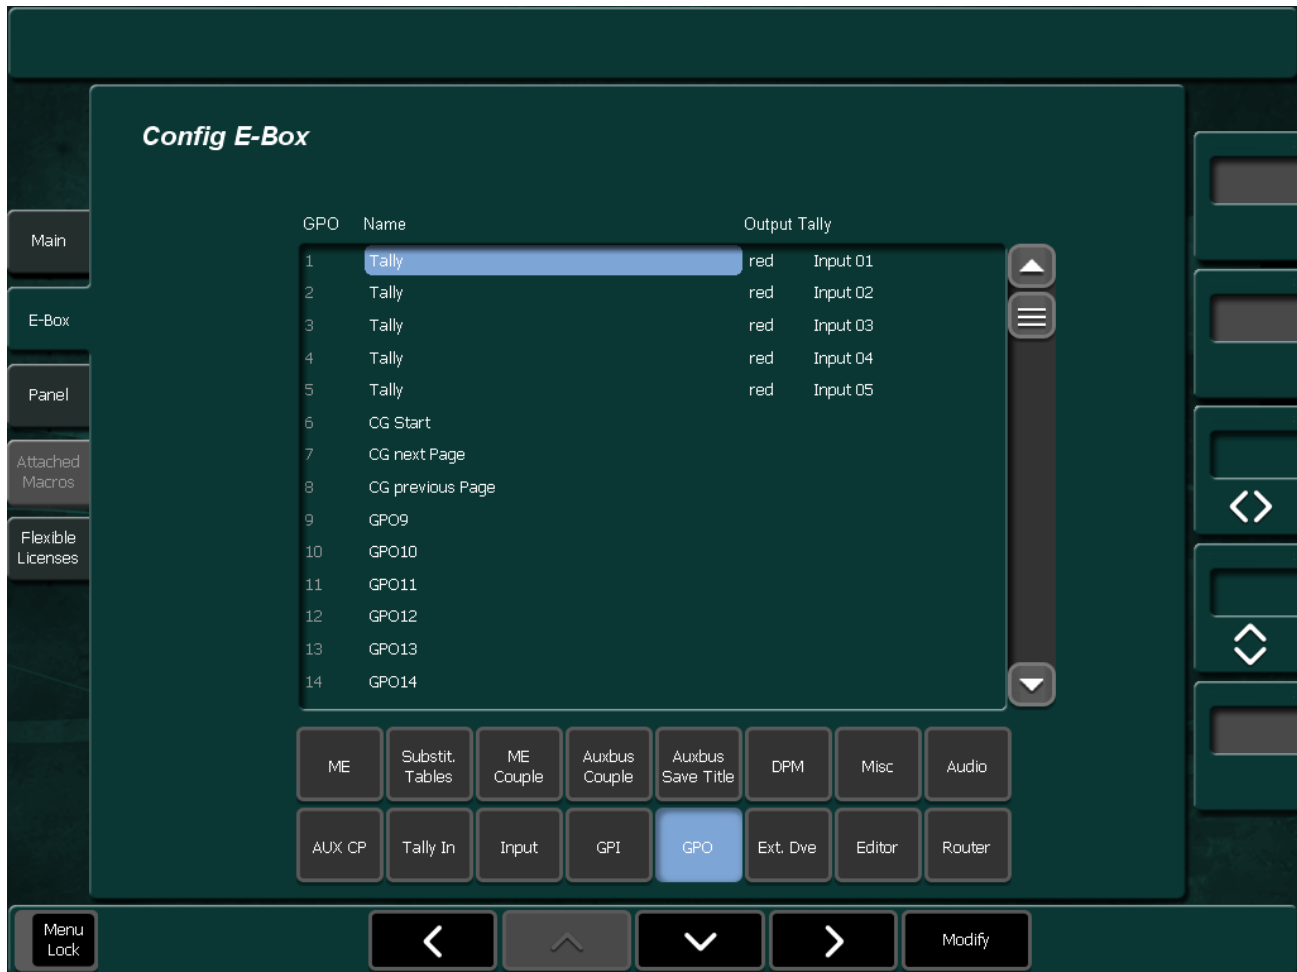 Config E-Box
GPO Name Output Tally
Main
E-Box
Panel
Attached
Macros
Flexible
Licenses
1 Tally red Input 01
2 Tally red Input 02
3 Tally red Input 03
4 Tally red Input 04
5 Tally red Input 05
6 CG Start
7 CG next Page
8 CG previous Page
9 GPO9
10 GPO10
11 GPO11
12 GPO12
13 GPO13
14 GPO14
ME
Substit.
Tables
ME
Couple
Auxbus
Couple
Auxbus
Save Title
DPM
Misc
Audio
AUX CP
Tally In
Input
GPI
GPO
Ext. Dve
Editor
Router
Menu
Lock
Modify